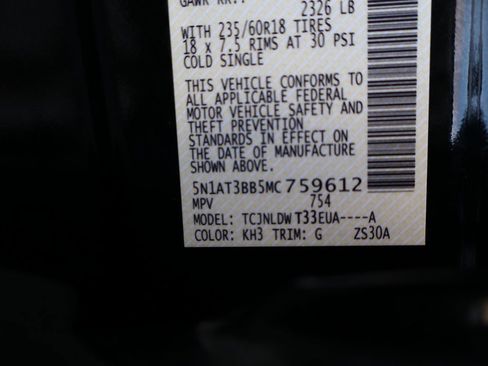 GAWR RR:
2326 LB
WITH 235/60R18 TIRES
18 x 7.5 RIMS AT 30 PSI
COLD SINGLE
THIS VEHICLE CONFORMS TO
ALL APPLICABLE FEDERAL
MOTOR VEHICLE SAFETY AND
THEFT PREVENTION
STANDARDS IN EFFECT ON
THE DATE OF MANUFACTURE
SHOWN ABOVE.
5N1AT3BB5MC759612
MPV 754
MODEL: TCJNLDWT33EUA----A
COLOR: KH3 TRIM: G ZS30A